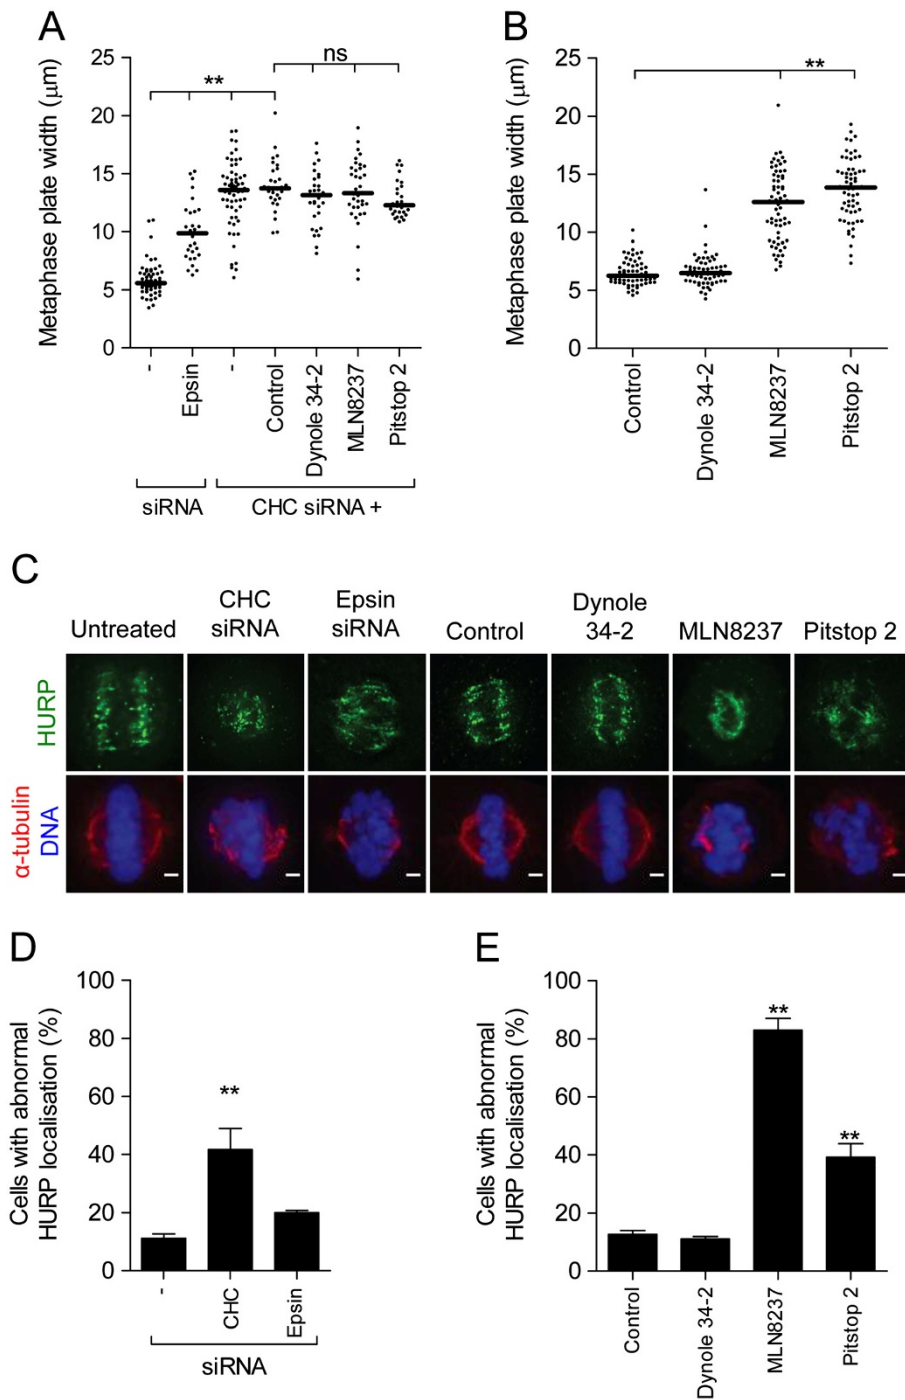 A
Metaphase plate width (μm)
25
20
15
10
5
0
**
ns
-
Epsin
-
Control
Dynole 34-2
MLN8237
Pitstop 2
siRNA
CHC siRNA +
B
Metaphase plate width (μm)
25
20
15
10
5
0
**
Control
Dynole 34-2
MLN8237
Pitstop 2
C
Untreated
CHC
siRNA
Epsin
siRNA
Control
Dynole
34-2
MLN8237
Pitstop 2
HURP
α-tubulin
DNA
D
Cells with abnormal
HURP localisation (%)
100
80
60
40
20
0
**
-
CHC
Epsin
siRNA
E
Cells with abnormal
HURP localisation (%)
100
80
60
40
20
0
**
**
Control
Dynole 34-2
MLN8237
Pitstop 2